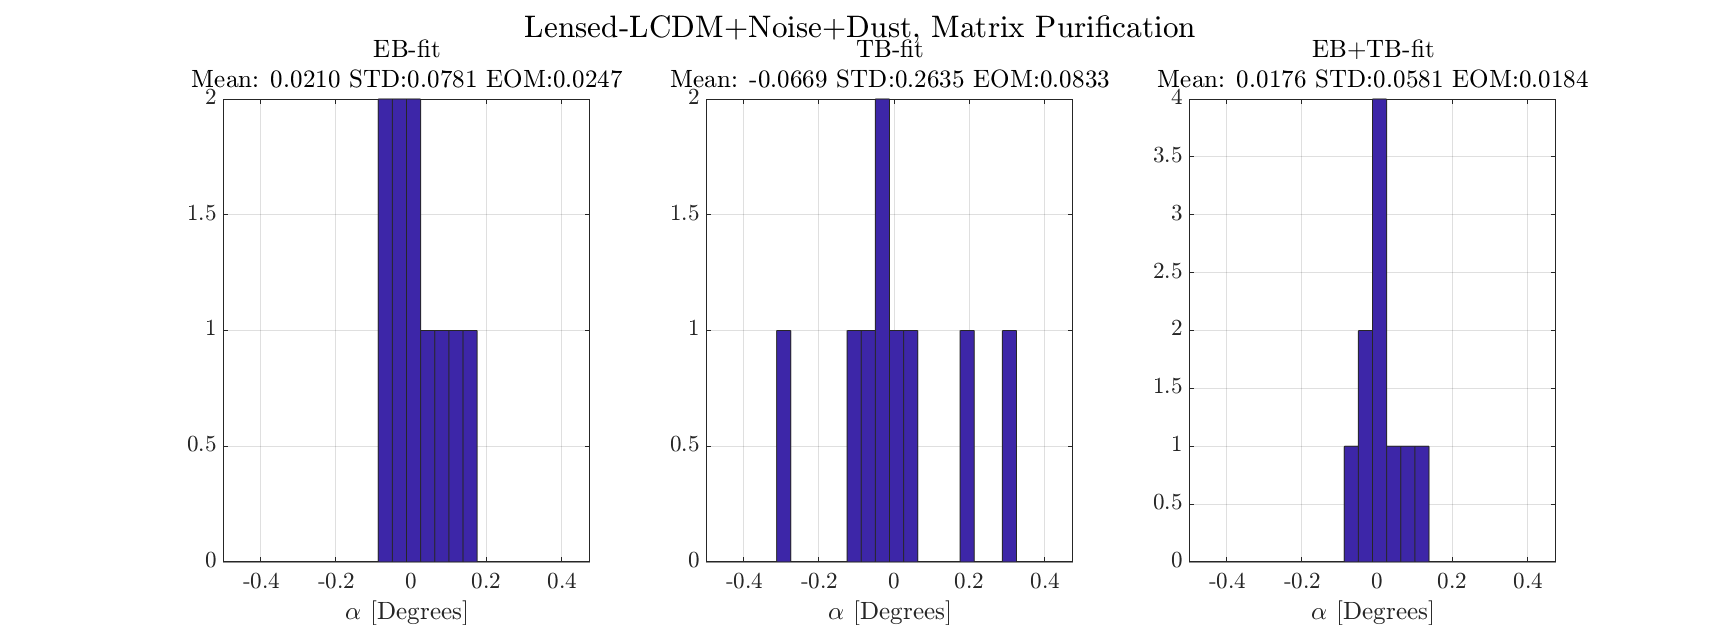 Lensed-LCDM+Noise+Dust, Matrix Purification
EB-fit
Mean: 0.0210 STD:0.0781 EOM:0.0247
2
1.5
1
0.5
0
-0.4 -0.2 0 0.2 0.4
α [Degrees]
TB-fit
Mean: -0.0669 STD:0.2635 EOM:0.0833
2
1.5
1
0.5
0
-0.4 -0.2 0 0.2 0.4
α [Degrees]
EB+TB-fit
Mean: 0.0176 STD:0.0581 EOM:0.0184
4
3.5
3
2.5
2
1.5
1
0.5
0
-0.4 -0.2 0 0.2 0.4
α [Degrees]